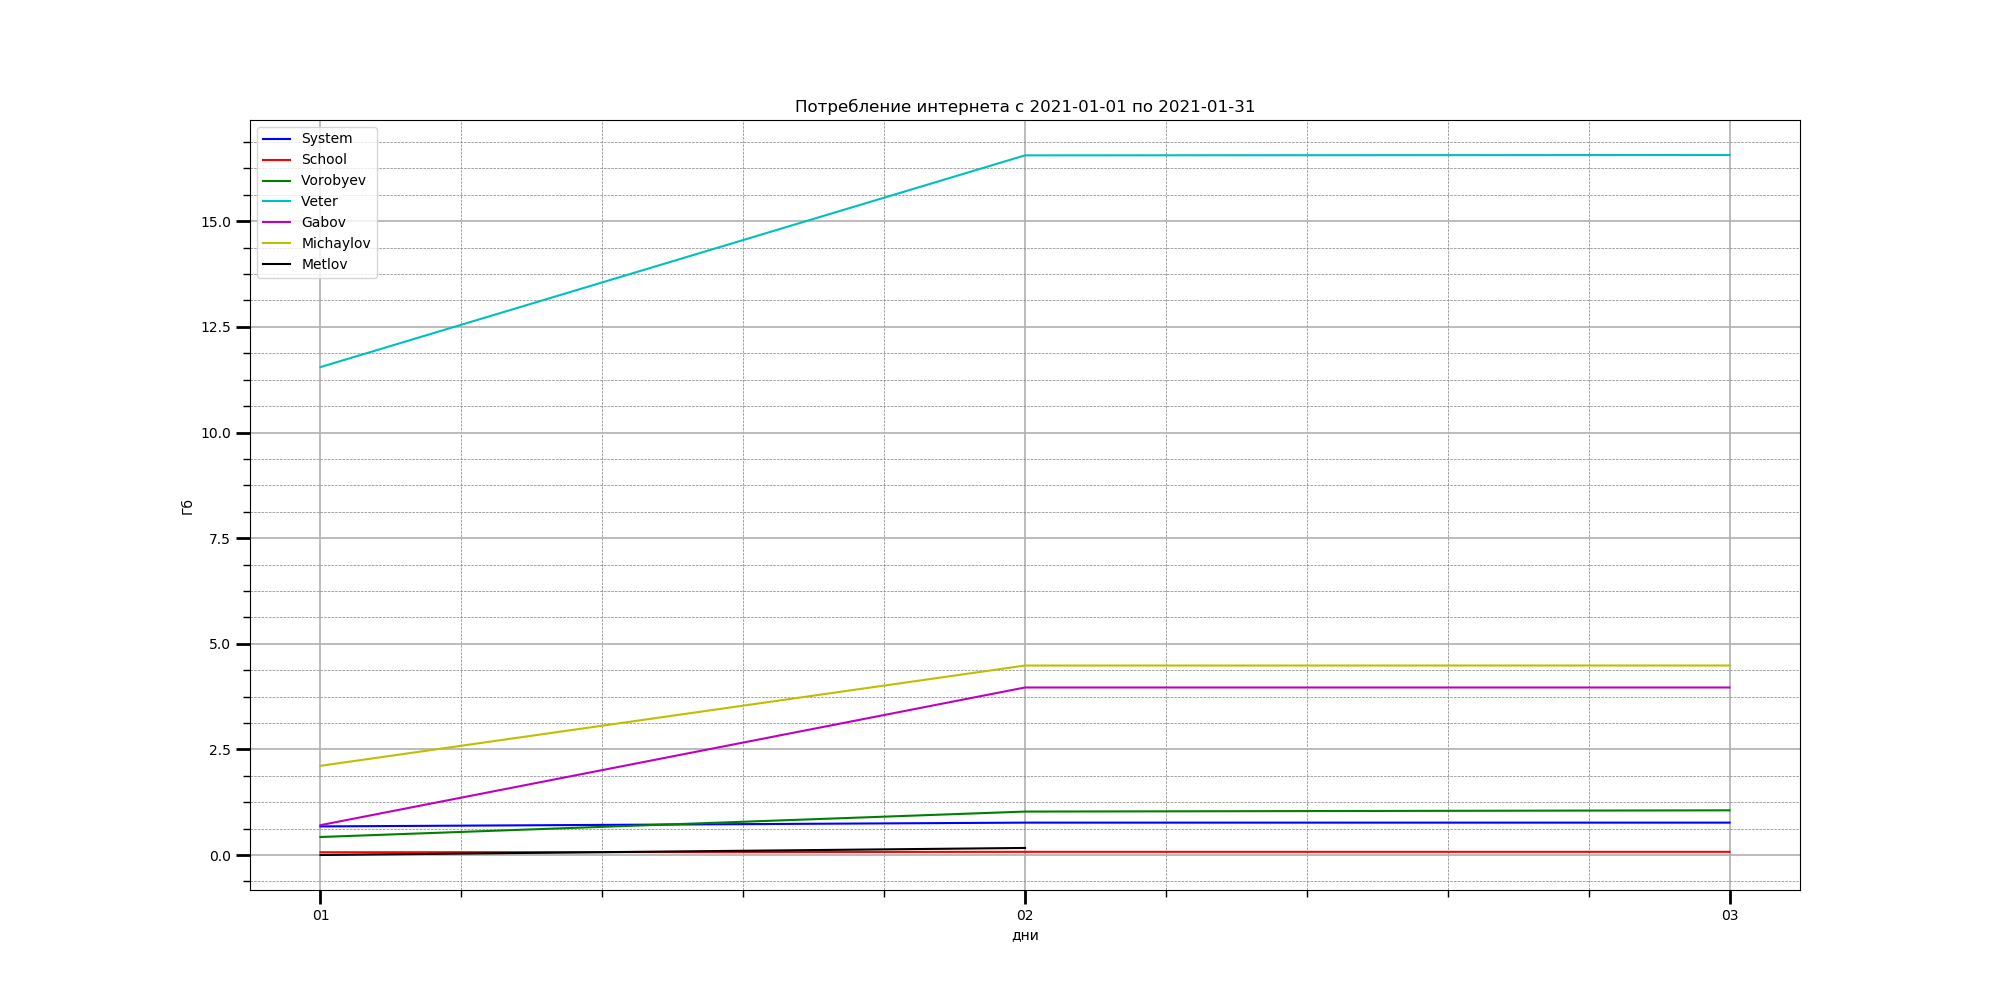 Потребление интернета с 2021-01-01 по 2021-01-31
System
School
Vorobyev
Veter
Gabov
Michaylov
Metlov
15.0
12.5
10.0
7.5
5.0
2.5
0.0
Гб
01 02 03
дни